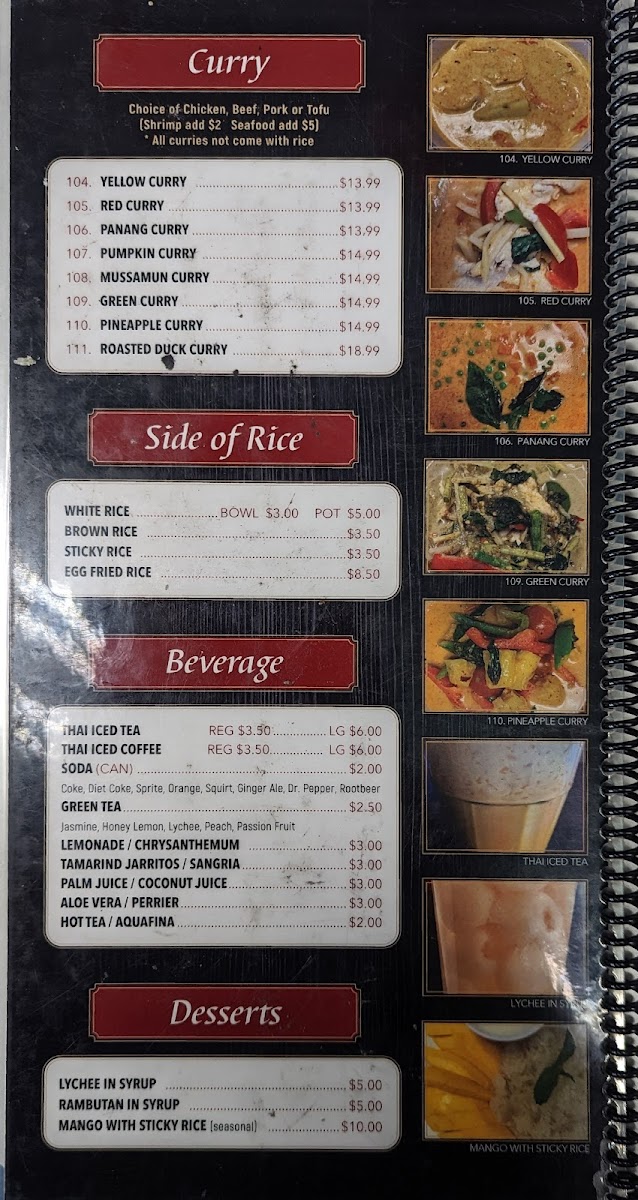 Curry
Choice of Chicken, Beef, Pork or Tofu
(Shrimp add $2 Seafood add $5)
* All curries not come with rice
104. YELLOW CURRY $13.99
105. RED CURRY $13.99
106. PANANG CURRY $13.99
107. PUMPKIN CURRY $14.99
108. MUSSAMUN CURRY $14.99
109. GREEN CURRY $14.99
110. PINEAPPLE CURRY $14.99
111. ROASTED DUCK CURRY $18.99
Side of Rice
WHITE RICE BOWL $3.00 POT $5.00
BROWN RICE $3.50
STICKY RICE $3.50
EGG FRIED RICE $8.50
Beverage
THAI ICED TEA REG $3.50 LG $6.00
THAI ICED COFFEE REG $3.50 LG $6.00
SODA (CAN) $2.00
Coke, Diet Coke, Sprite, Orange, Squirt, Ginger Ale, Dr. Pepper, Rootbeer
GREEN TEA $2.50
Jasmine, Honey Lemon, Lychee, Peach, Passion Fruit
LEMONADE / CHRYSANTHEMUM $3.00
TAMARIND JARRITOS / SANGRIA $3.00
PALM JUICE / COCONUT JUICE $3.00
ALOE VERA / PERRIER $3.00
HOT TEA / AQUAFINA $2.00
Desserts
LYCHEE IN SYRUP $5.00
RAMBUTAN IN SYRUP $5.00
MANGO WITH STICKY RICE (seasonal) $10.00
104. YELLOW CURRY
105. RED CURRY
106. PANANG CURRY
109. GREEN CURRY
110. PINEAPPLE CURRY
THAI ICED TEA
LYCHEE IN
MANGO WITH STICKY RICE